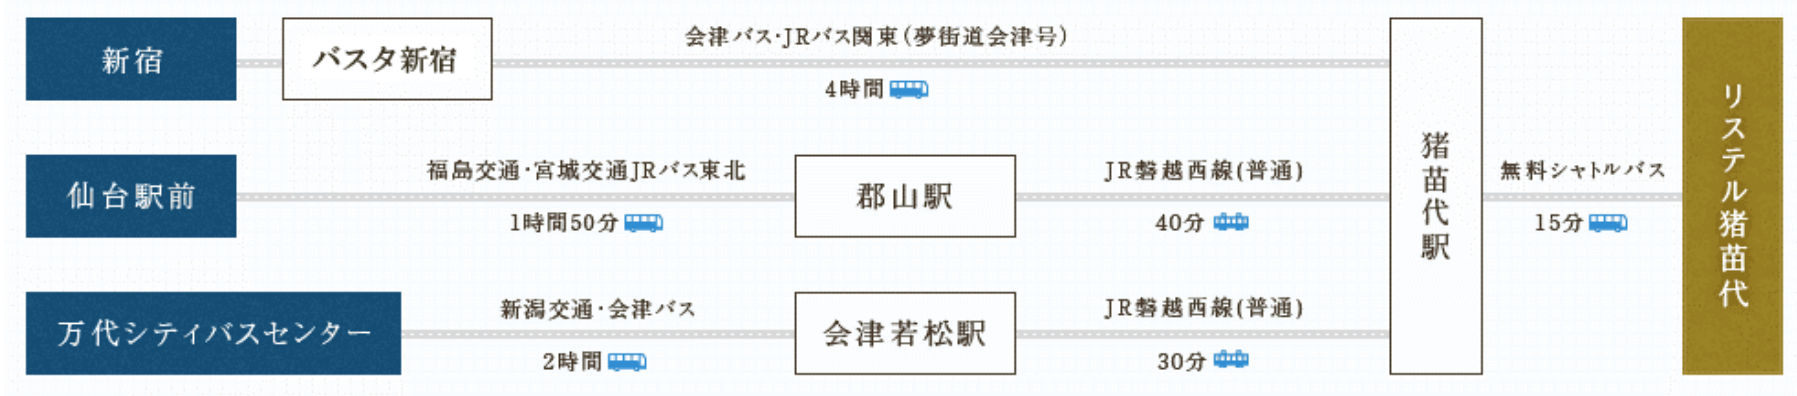 新宿
バスタ新宿
会津バス・JRバス関東（夢街道会津号）
4時間
仙台駅前
福島交通・宮城交通JRバス東北
1時間50分
郡山駅
JR磐越西線(普通)
40分
万代シティバスセンター
新潟交通・会津バス
2時間
会津若松駅
JR磐越西線(普通)
30分
猪苗代駅
無料シャトルバス
15分
リステル猪苗代